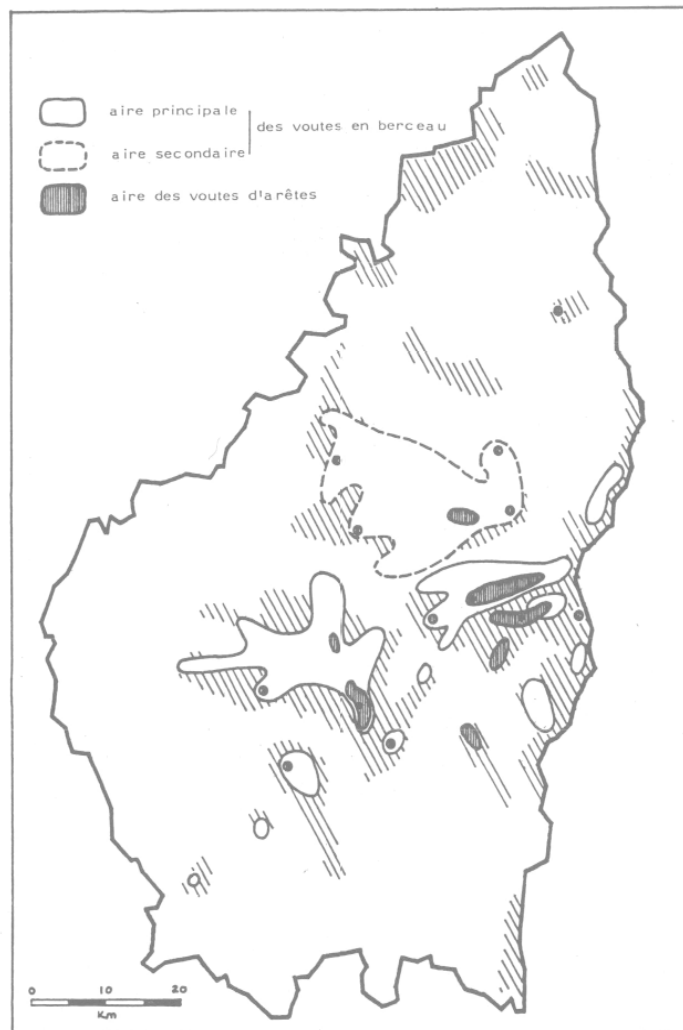 aire principale
des voutes en berceau
aire secondaire
aire des voutes d'arêtes
0 10 20
Km